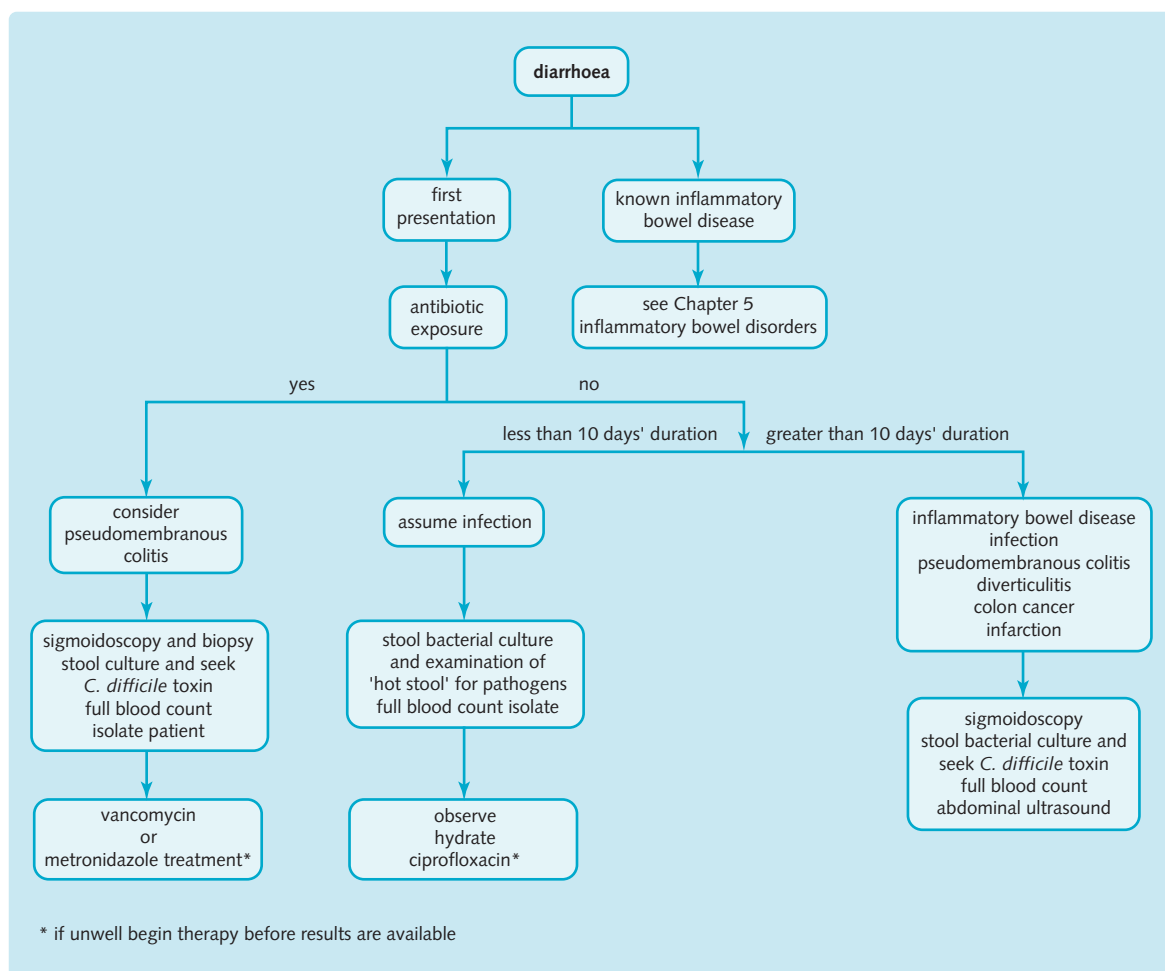 diarrhoea
first
presentation
known inflammatory
bowel disease
antibiotic
exposure
see Chapter 5
inflammatory bowel disorders
yes
no
less than 10 days' duration
greater than 10 days' duration
consider
pseudomembranous
colitis
assume infection
inflammatory bowel disease
infection
pseudomembranous colitis
diverticulitis
colon cancer
infarction
sigmoidoscopy and biopsy
stool culture and seek
C. difficile toxin
full blood count
isolate patient
stool bacterial culture
and examination of
'hot stool' for pathogens
full blood count isolate
sigmoidoscopy
stool bacterial culture and
seek C. difficile toxin
full blood count
abdominal ultrasound
vancomycin
or
metronidazole treatment*
observe
hydrate
ciprofloxacin*
* if unwell begin therapy before results are available